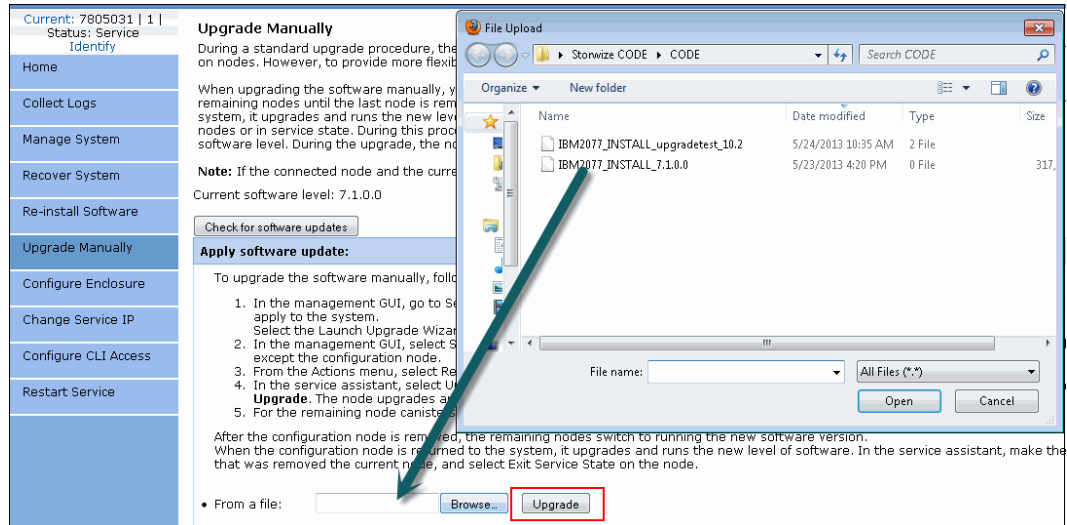 Current: 7805031 | 1 |
Status: Service
Identify
Home
Collect Logs
Manage System
Recover System
Re-install Software
Upgrade Manually
Configure Enclosure
Change Service IP
Configure CLI Access
Restart Service
Upgrade Manually
During a standard upgrade procedure, the
on nodes. However, to provide more flexib
When upgrading the software manually, y
remaining nodes until the last node is rem
system, it upgrades and runs the new leve
nodes or in service state. During this proc
software level. During the upgrade, the no
Note: If the connected node and the curre
Current software level: 7.1.0.0
Check for software updates
Apply software update:
To upgrade the software manually, follo
1. In the management GUI, go to Se
apply to the system.
Select the Launch Upgrade Wizar
2. In the management GUI, select S
except the configuration node.
3. From the Actions menu, select Re
4. In the service assistant, select U
Upgrade. The node upgrades a
5. For the remaining node canisters
After the configuration node is removed, the remaining nodes switch to running the new software version.
When the configuration node is returned to the system, it upgrades and runs the new level of software. In the service assistant, make the
that was removed the current node, and select Exit Service State on the node.
• From a file:
Browse...
Upgrade
File Upload
Storwize CODE
CODE
Search CODE
Organize
New folder
Name
Date modified
Type
Size
IBM2077_INSTALL_upgradetest_10.2
5/24/2013 10:35 AM
2 File
IBM2077_INSTALL_7.1.0.0
5/23/2013 4:20 PM
0 File
317,
File name:
All Files (*.*)
Open
Cancel